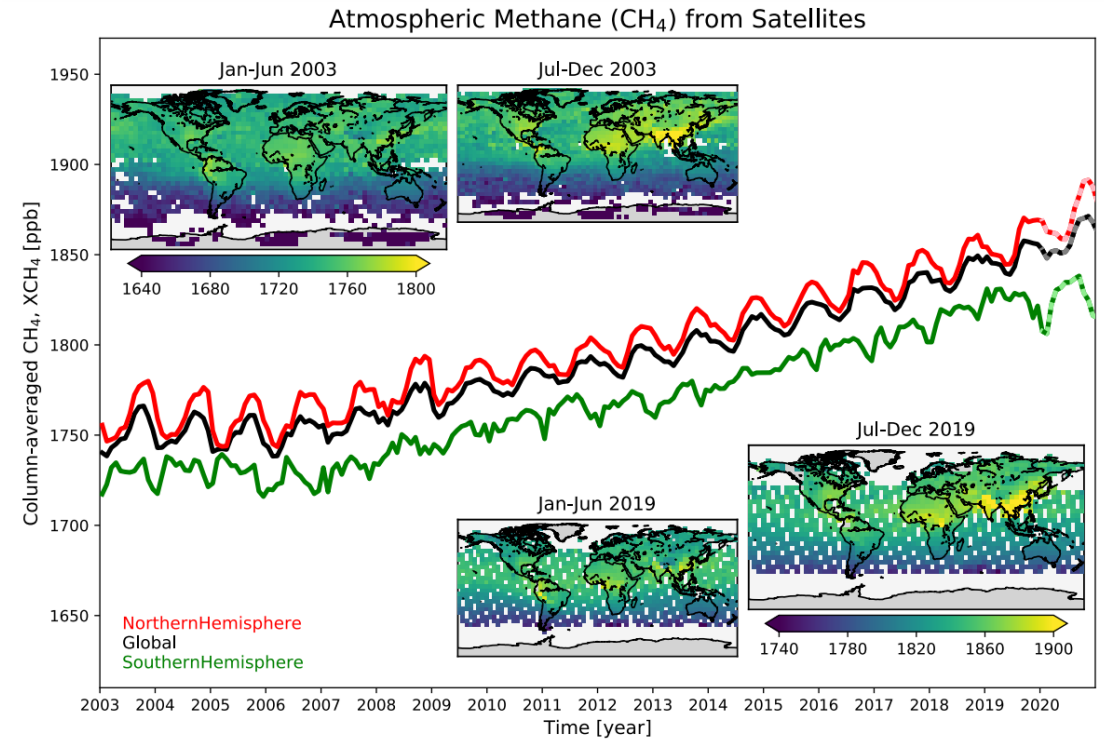 Atmospheric Methane (CH₄) from Satellites
Column-averaged CH₄, XCH₄ [ppb]
1950
1900
1850
1800
1750
1700
1650
Jan-Jun 2003
Jul-Dec 2003
1640 1680 1720 1760 1800
Jul-Dec 2019
Jan-Jun 2019
1740 1780 1820 1860 1900
NorthernHemisphere
Global
SouthernHemisphere
2003 2004 2005 2006 2007 2008 2009 2010 2011 2012 2013 2014 2015 2016 2017 2018 2019 2020
Time [year]